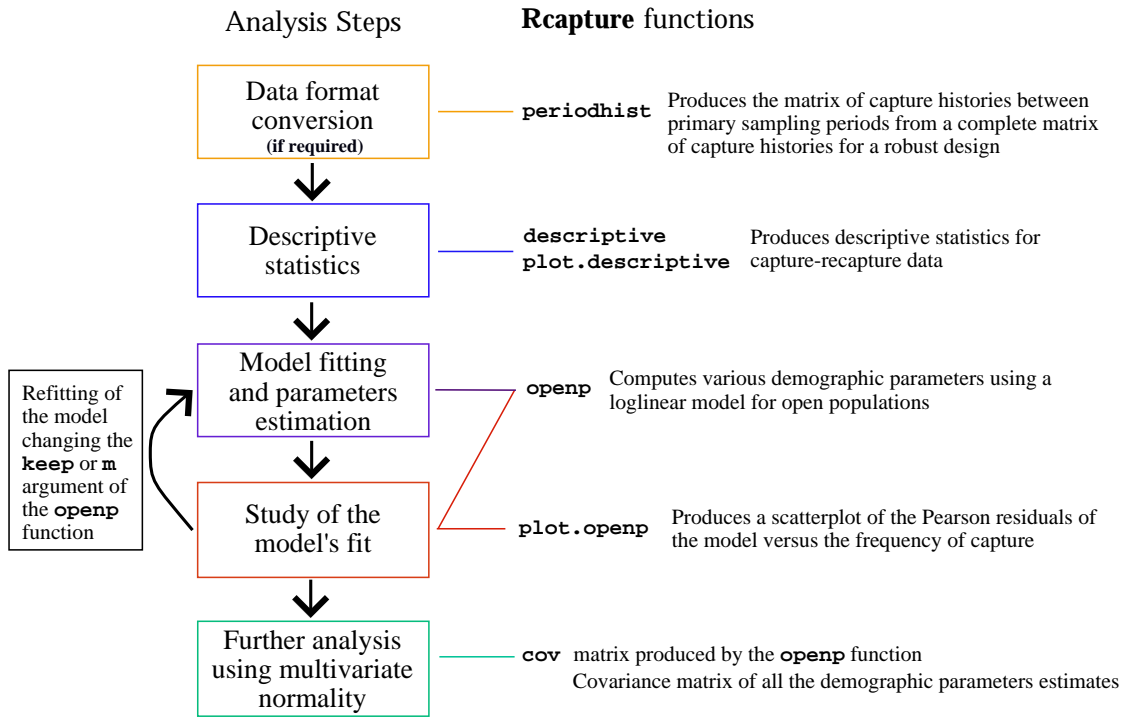 Analysis Steps
Rcapture functions
Data format
conversion
(if required)
periodhist
Produces the matrix of capture histories between
primary sampling periods from a complete matrix
of capture histories for a robust design
Descriptive
statistics
descriptive
plot.descriptive
Produces descriptive statistics for
capture-recapture data
Model fitting
and parameters
estimation
openp
Computes various demographic parameters using a
loglinear model for open populations
Refitting of
the model
changing the
keep or m
argument of
the openp
function
Study of the
model's fit
plot.openp
Produces a scatterplot of the Pearson residuals of
the model versus the frequency of capture
Further analysis
using multivariate
normality
cov matrix produced by the openp function
Covariance matrix of all the demographic parameters estimates